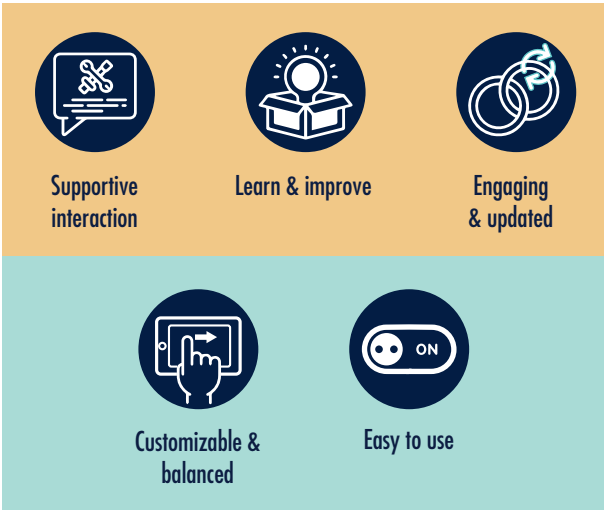 Supportive
interaction
Learn & improve
Engaging
& updated
ON
Customizable &
balanced
Easy to use